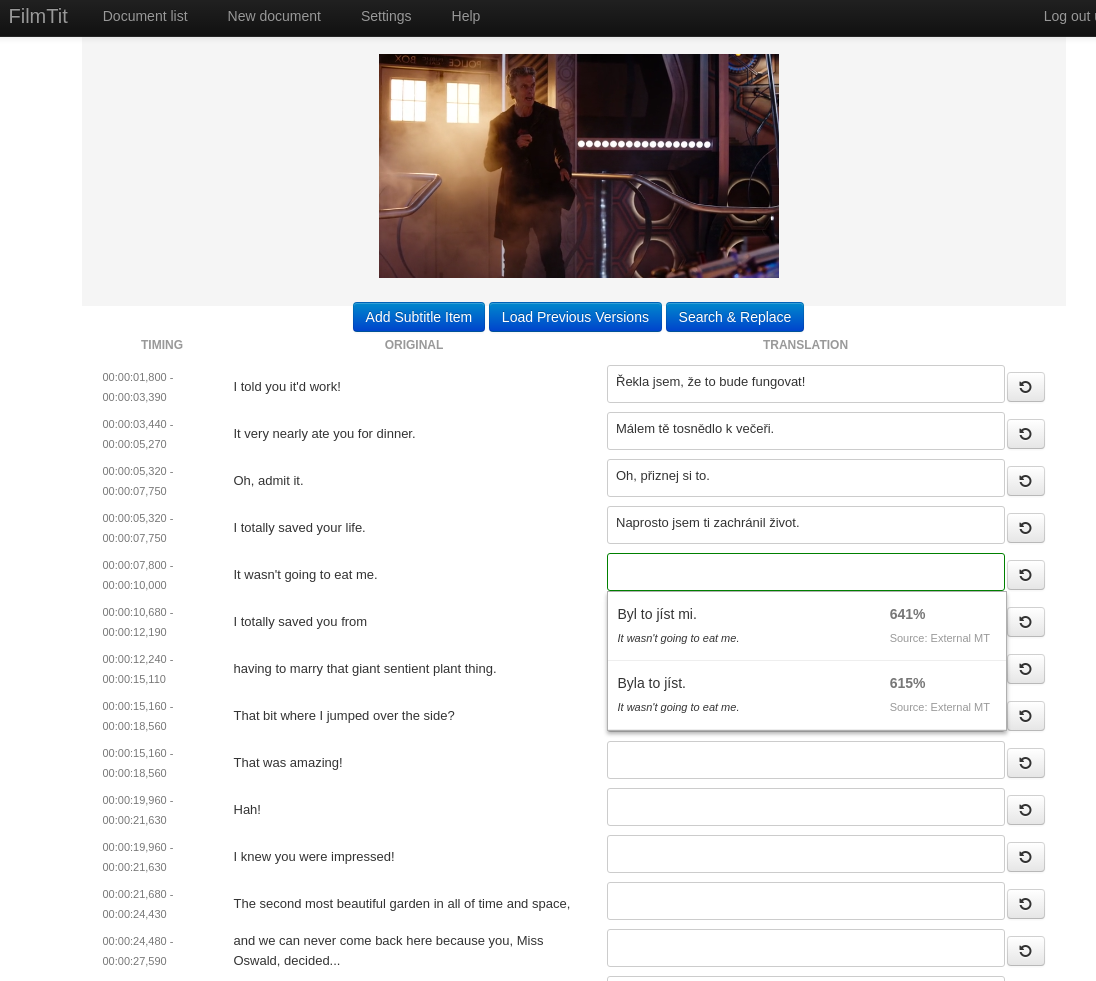 FilmTit Document list New document Settings Help Log out
POLICE BOX
Add Subtitle Item Load Previous Versions Search & Replace
TIMING ORIGINAL TRANSLATION
00:00:01,800 -
00:00:03,390
I told you it'd work!
Řekla jsem, že to bude fungovat!
00:00:03,440 -
00:00:05,270
It very nearly ate you for dinner.
Málem tě tosnědlo k večeři.
00:00:05,320 -
00:00:07,750
Oh, admit it.
Oh, přiznej si to.
00:00:05,320 -
00:00:07,750
I totally saved your life.
Naprosto jsem ti zachránil život.
00:00:07,800 -
00:00:10,000
It wasn't going to eat me.
Byl to jíst mi. 641%
It wasn't going to eat me. Source: External MT
Byla to jíst. 615%
It wasn't going to eat me. Source: External MT
00:00:10,680 -
00:00:12,190
I totally saved you from
00:00:12,240 -
00:00:15,110
having to marry that giant sentient plant thing.
00:00:15,160 -
00:00:18,560
That bit where I jumped over the side?
00:00:15,160 -
00:00:18,560
That was amazing!
00:00:19,960 -
00:00:21,630
Hah!
00:00:19,960 -
00:00:21,630
I knew you were impressed!
00:00:21,680 -
00:00:24,430
The second most beautiful garden in all of time and space,
00:00:24,480 -
00:00:27,590
and we can never come back here because you, Miss
Oswald, decided...